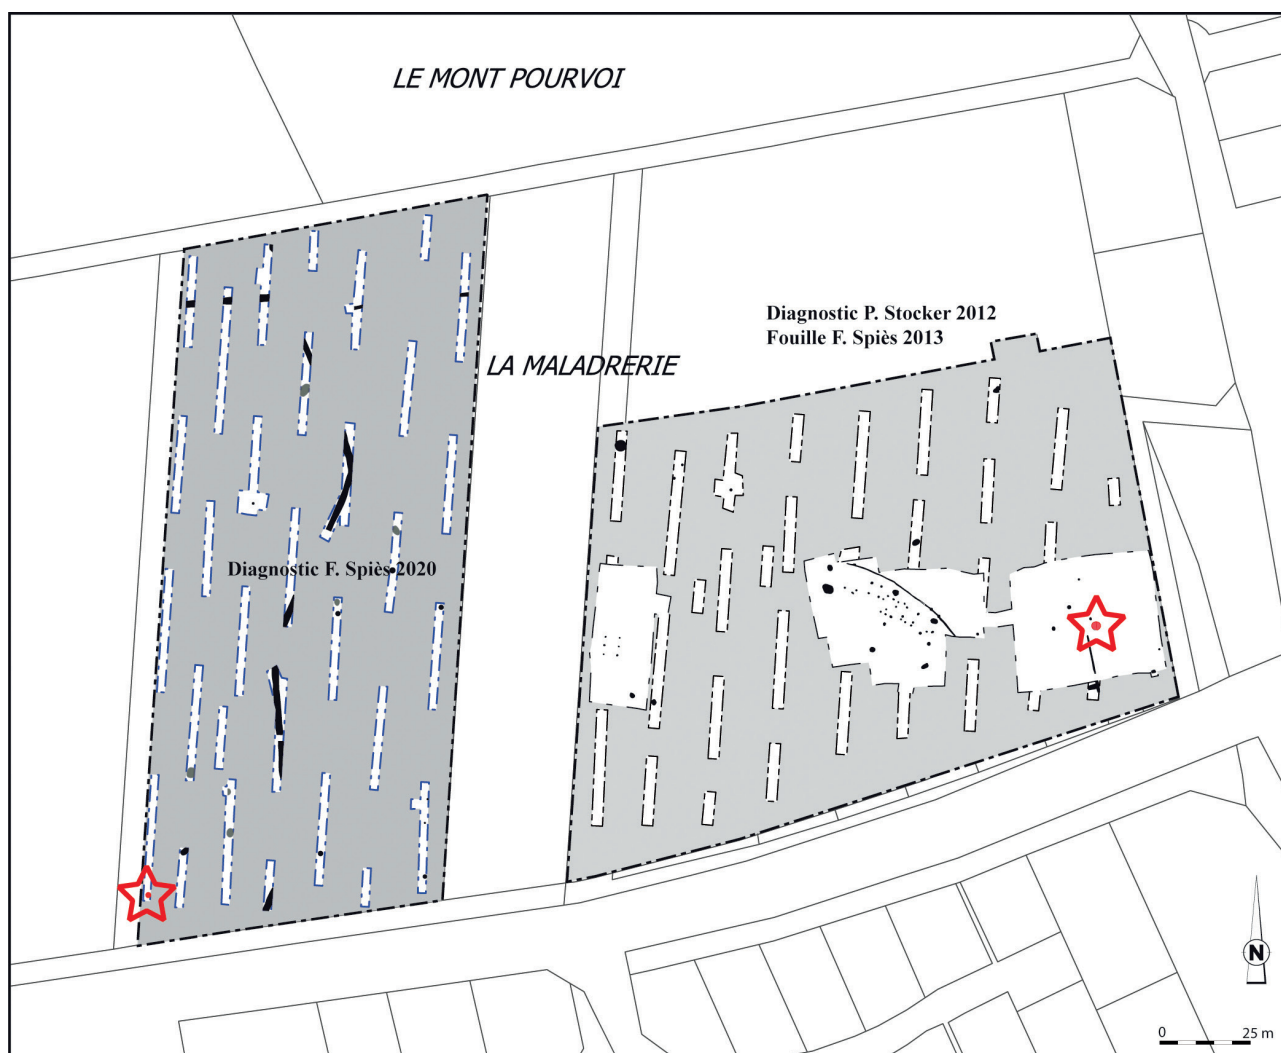 LE MONT POURVOI
Diagnostic P. Stocker 2012
Fouille F. Spiès 2013
LA MALADRERIE
Diagnostic F. Spiès 2020
N
0 25 m